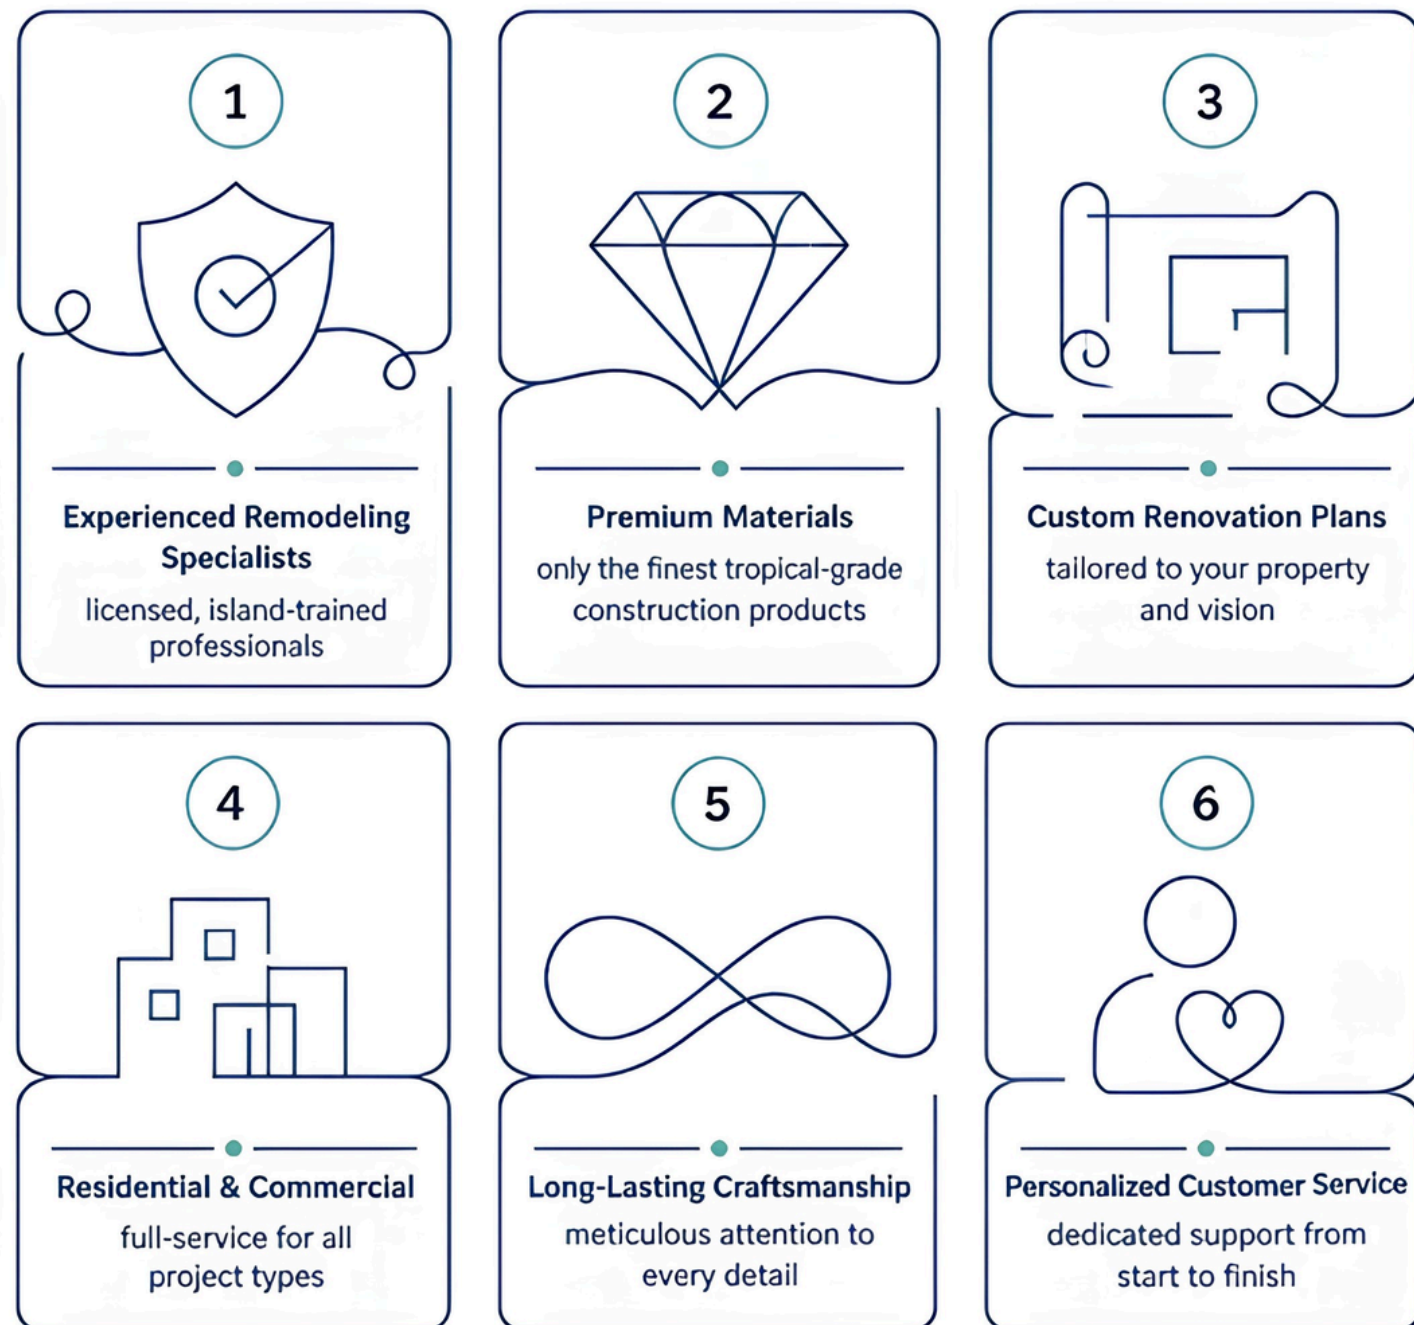 1
Experienced Remodeling
Specialists
licensed, island-trained
professionals
2
Premium Materials
only the finest tropical-grade
construction products
3
Custom Renovation Plans
tailored to your property
and vision
4
Residential & Commercial
full-service for all
project types
5
Long-Lasting Craftsmanship
meticulous attention to
every detail
6
Personalized Customer Service
dedicated support from
start to finish